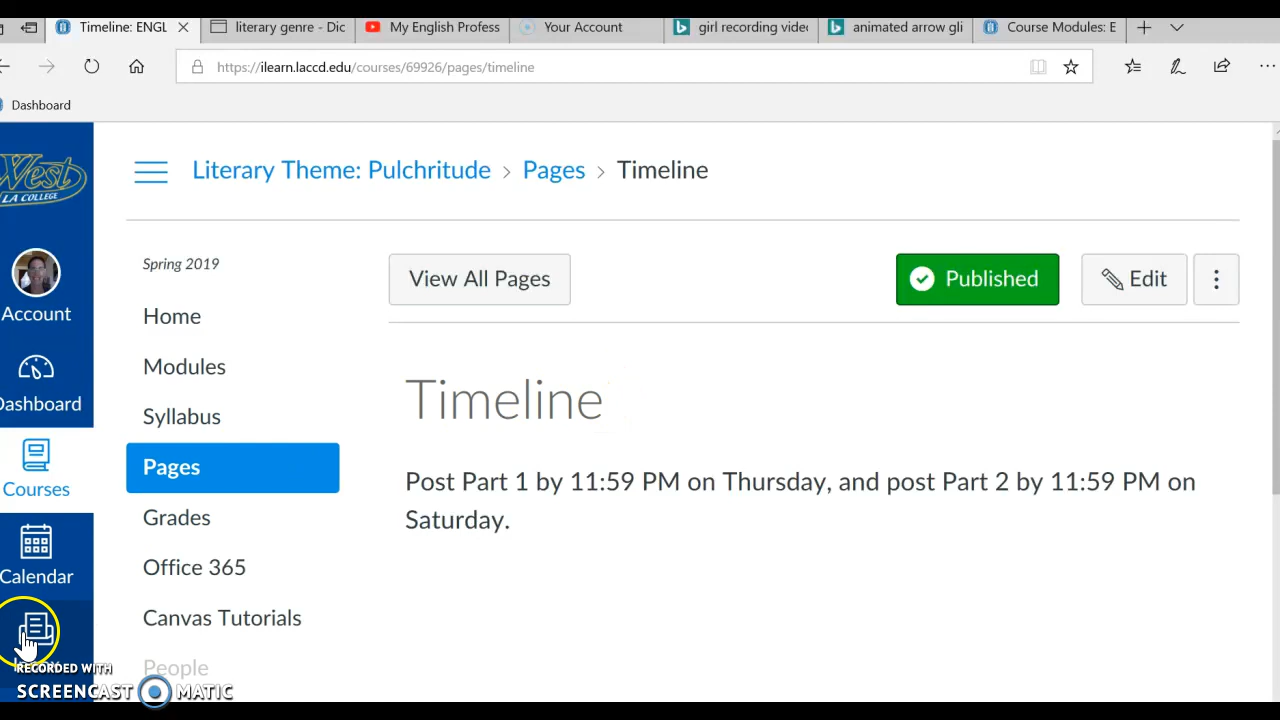 Timeline: ENGL
literary genre - Dic
My English Profess
Your Account
girl recording video
animated arrow gli
Course Modules: E
https://ilearn.laccd.edu/courses/69926/pages/timeline
Dashboard
West
LA COLLEGE
Account
Dashboard
Courses
Calendar
Literary Theme: Pulchritude > Pages > Timeline
Spring 2019
Home
Modules
Syllabus
Pages
Grades
Office 365
Canvas Tutorials
People
View All Pages
Published
Edit
Timeline
Post Part 1 by 11:59 PM on Thursday, and post Part 2 by 11:59 PM on
Saturday.
RECORDED WITH
SCREENCAST MATIC